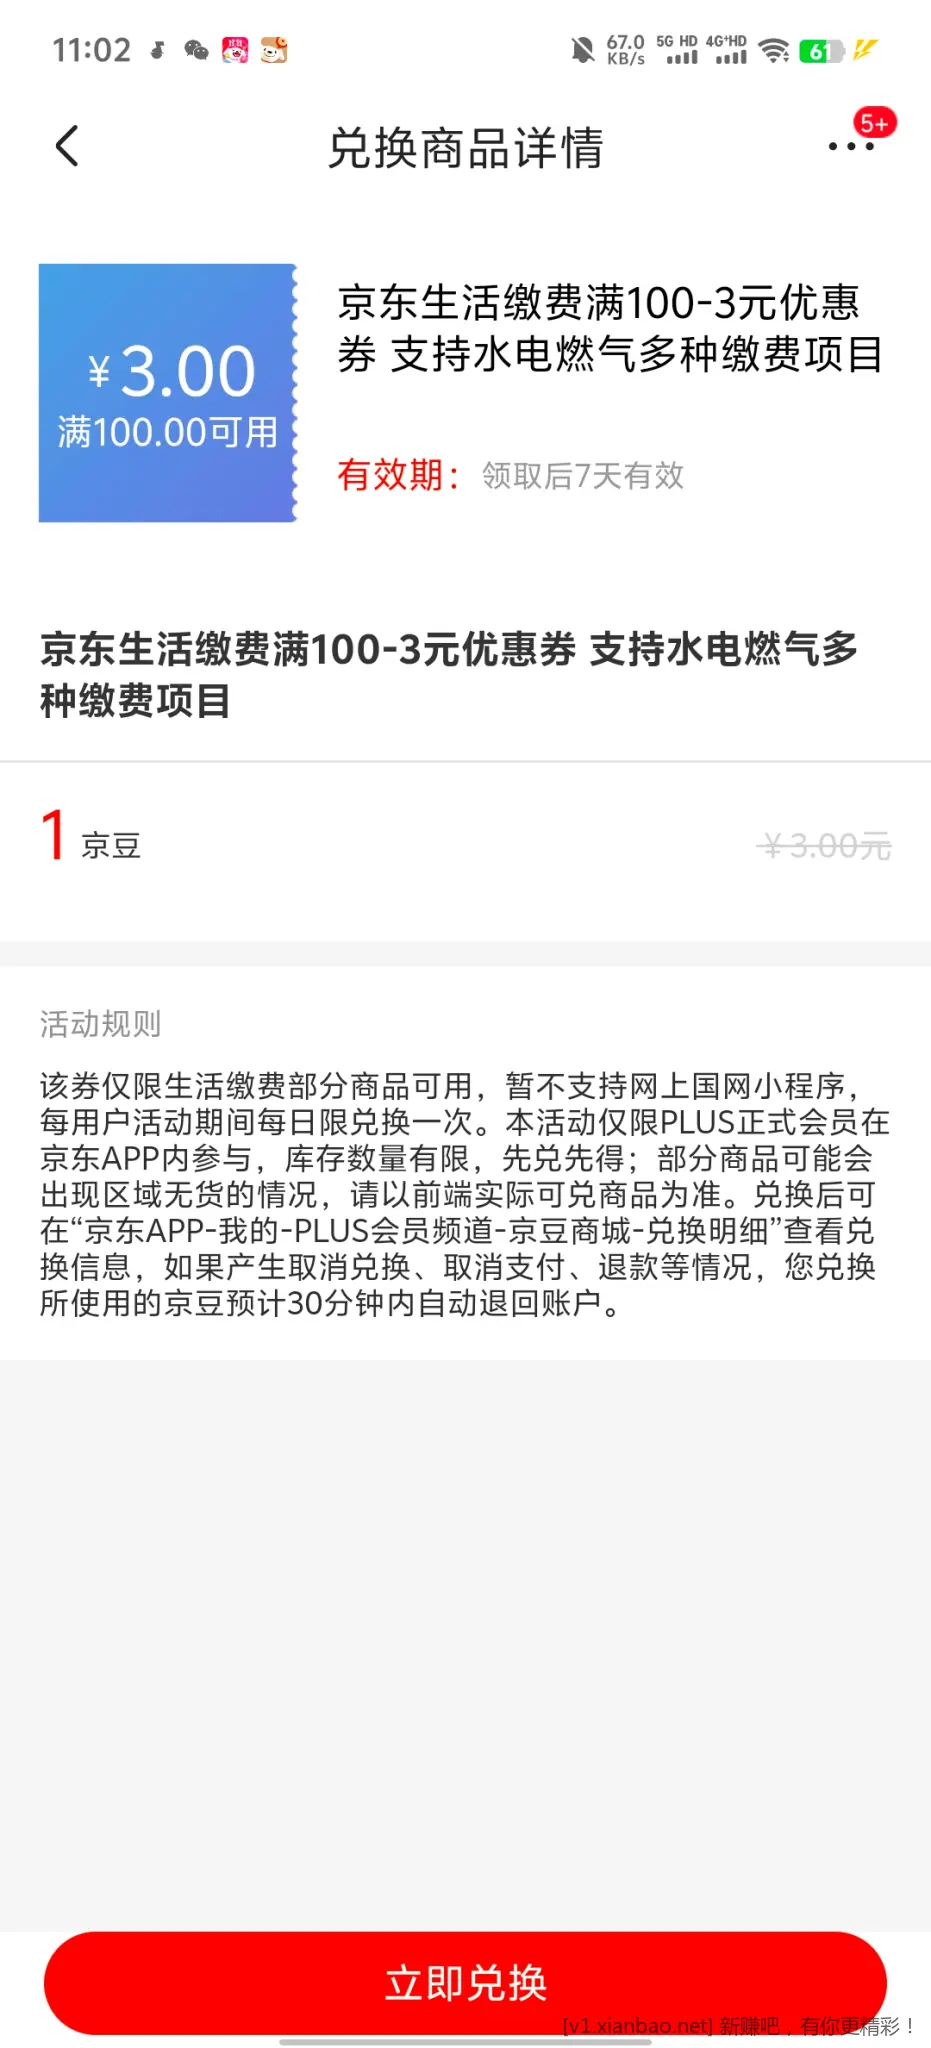 11:02
67.0
KB/s
5G HD
4G+HD
61
兑换商品详情
5+
¥3.00
满100.00可用
京东生活缴费满100-3元优惠
券 支持水电燃气多种缴费项目
有效期：领取后7天有效
京东生活缴费满100-3元优惠券 支持水电燃气多
种缴费项目
1 京豆
¥3.00元
活动规则
该券仅限生活缴费部分商品可用，暂不支持网上国网小程序，
每用户活动期间每日限兑换一次。本活动仅限PLUS正式会员在
京东APP内参与，库存数量有限，先兑先得；部分商品可能会
出现区域无货的情况，请以前端实际可兑商品为准。兑换后可
在“京东APP-我的-PLUS会员频道-京豆商城-兑换明细”查看兑
换信息，如果产生取消兑换、取消支付、退款等情况，您兑换
所使用的京豆预计30分钟内自动退回账户。
立即兑换
[v1.xianbao.net] 新赚吧，有你更精彩！